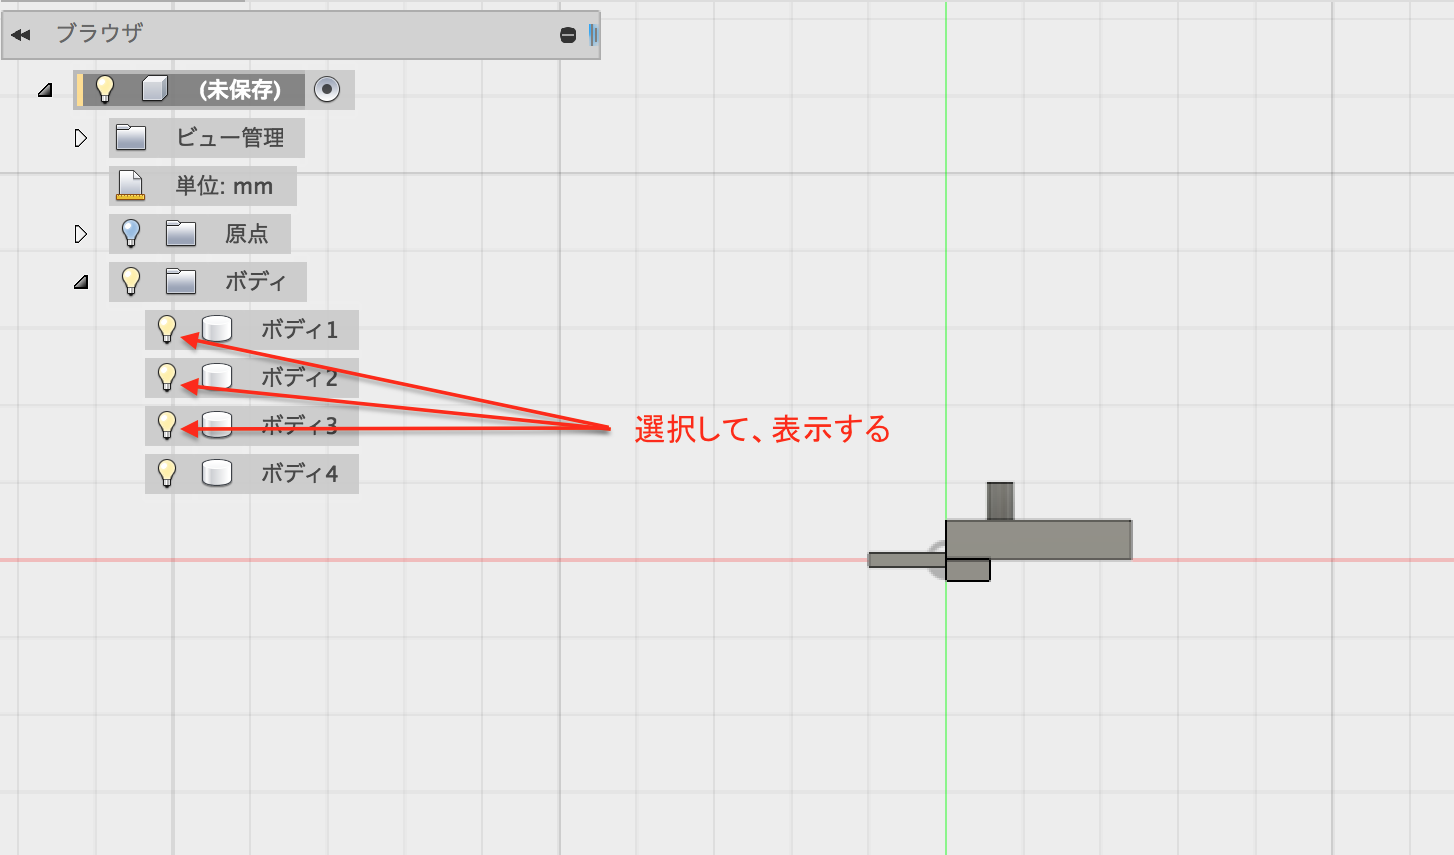 ブラウザ
(未保存)
ビュー管理
単位: mm
原点
ボディ
ボディ1
ボディ2
ボディ3
選択して、表示する
ボディ4